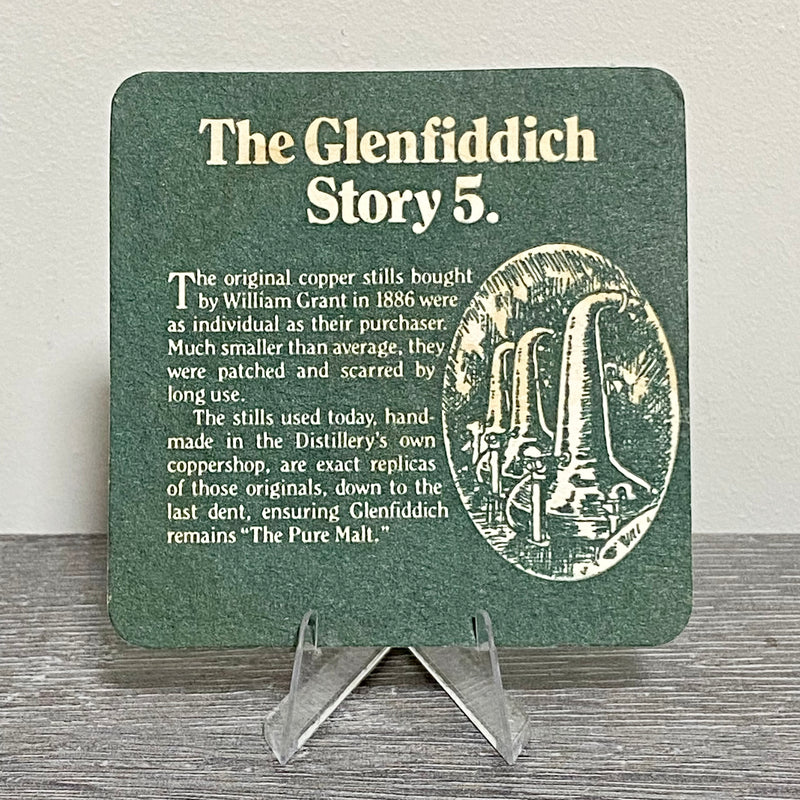 The Glenfiddich
Story 5.
The original copper stills bought
by William Grant in 1886 were
as individual as their purchaser.
Much smaller than average, they
were patched and scarred by
long use.
The stills used today, hand-
made in the Distillery's own
coppershop, are exact replicas
of those originals, down to the
last dent, ensuring Glenfiddich
remains "The Pure Malt."